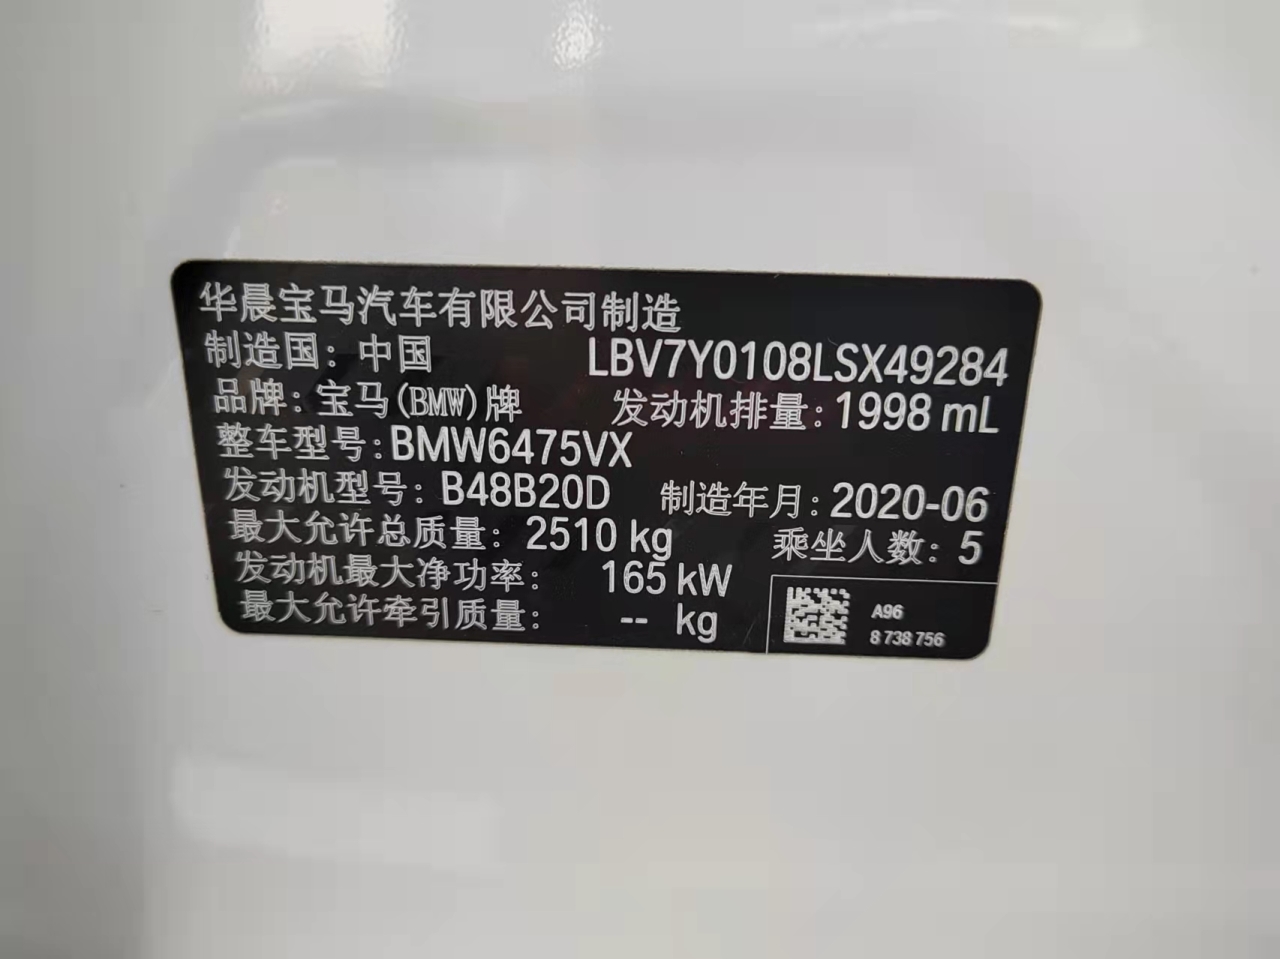 华晨宝马汽车有限公司制造
制造国：中国 LBV7Y0108LSX49284
品牌：宝马(BMW)牌 发动机排量：1998 mL
整车型号：BMW6475VX
发动机型号：B48B20D 制造年月：2020-06
最大允许总质量：2510 kg 乘坐人数：5
发动机最大净功率：165 kW
最大允许牵引质量：-- kg
A96
8 738 756